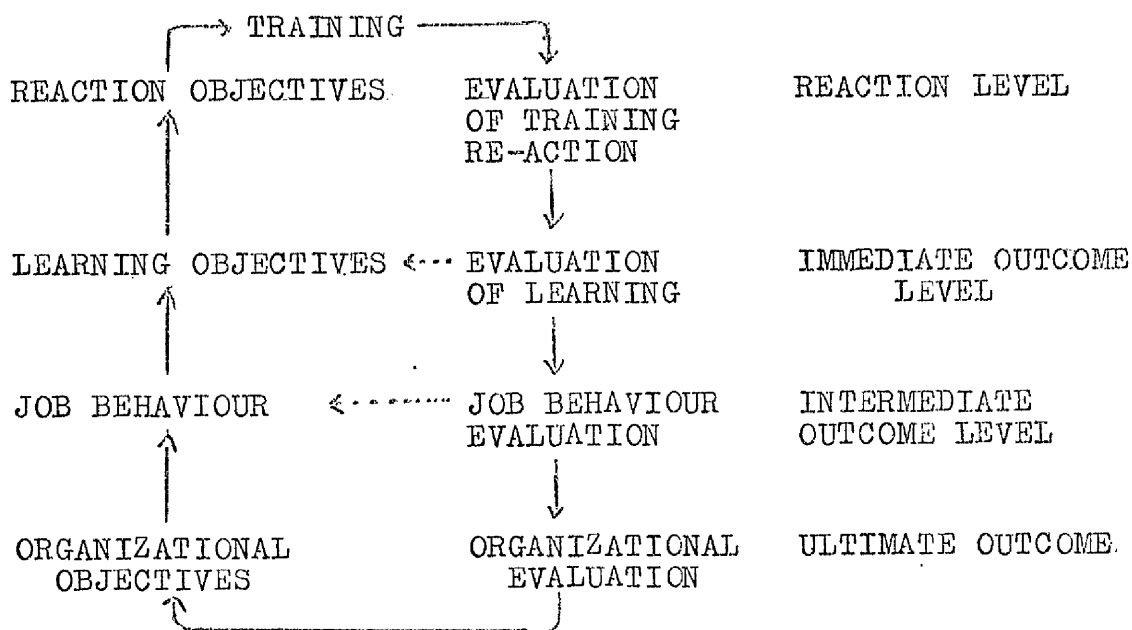 TRAINING
REACTION OBJECTIVES
EVALUATION
OF TRAINING
RE-ACTION
REACTION LEVEL
LEARNING OBJECTIVES
EVALUATION
OF LEARNING
IMMEDIATE OUTCOME
LEVEL
JOB BEHAVIOUR
JOB BEHAVIOUR
EVALUATION
INTERMEDIATE
OUTCOME LEVEL
ORGANIZATIONAL
OBJECTIVES
ORGANIZATIONAL
EVALUATION
ULTIMATE OUTCOME.